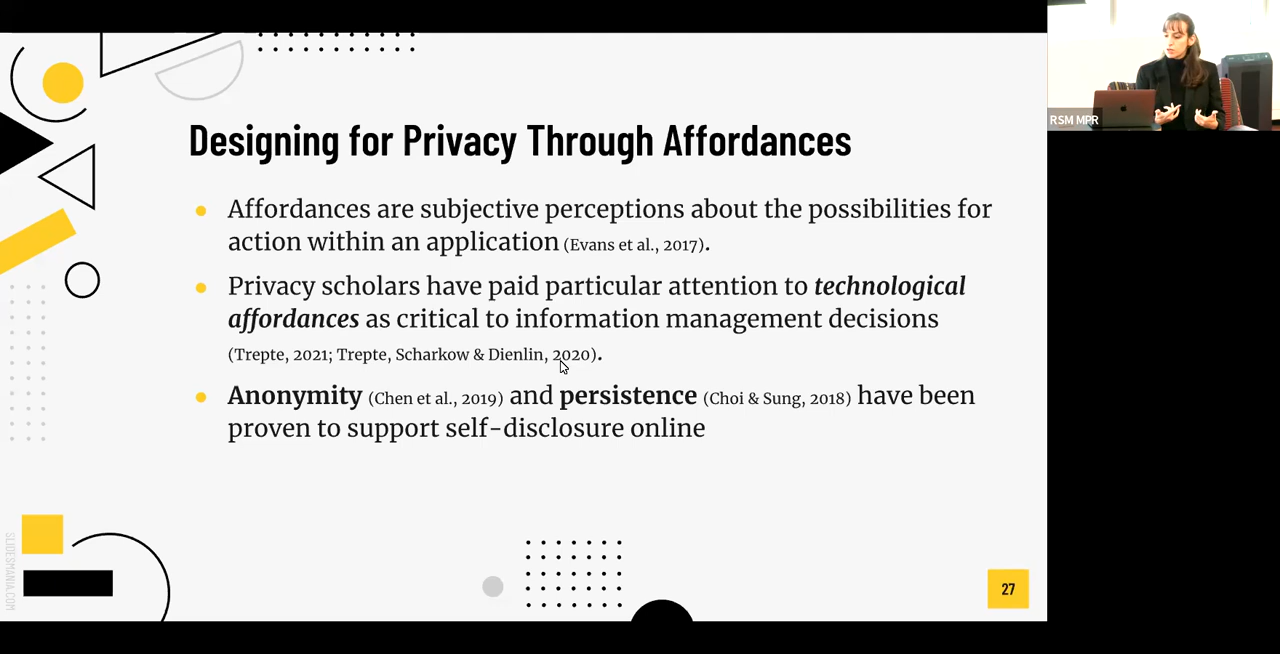 Designing for Privacy Through Affordances
Affordances are subjective perceptions about the possibilities for
action within an application (Evans et al., 2017).
Privacy scholars have paid particular attention to technological
affordances as critical to information management decisions
(Trepte, 2021; Trepte, Scharkow & Dienlin, 2020).
Anonymity (Chen et al., 2019) and persistence (Choi & Sung, 2018) have been
proven to support self-disclosure online
SLIDESMANIA.COM
27
RSM MPR